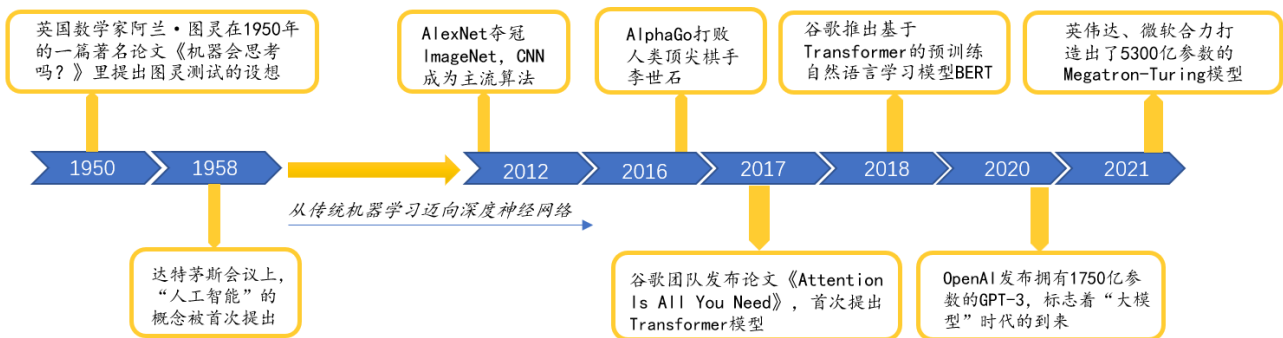 英国数学家阿兰·图灵在1950年
的一篇著名论文《机器会思考
吗？》里提出图灵测试的设想
AlexNet夺冠
ImageNet, CNN
成为主流算法
AlphaGo打败
人类顶尖棋手
李世石
谷歌推出基于
Transformer的预训练
自然语言学习模型BERT
英伟达、微软合力打
造出了5300亿参数的
Megatron-Turing模型
1950
1958
2012
2016
2017
2018
2020
2021
从传统机器学习迈向深度神经网络
达特茅斯会议上，
“人工智能”的
概念被首次提出
谷歌团队发布论文《Attention
Is All You Need》, 首次提出
Transformer模型
OpenAI发布拥有1750亿参
数的GPT-3, 标志着“大模
型”时代的到来